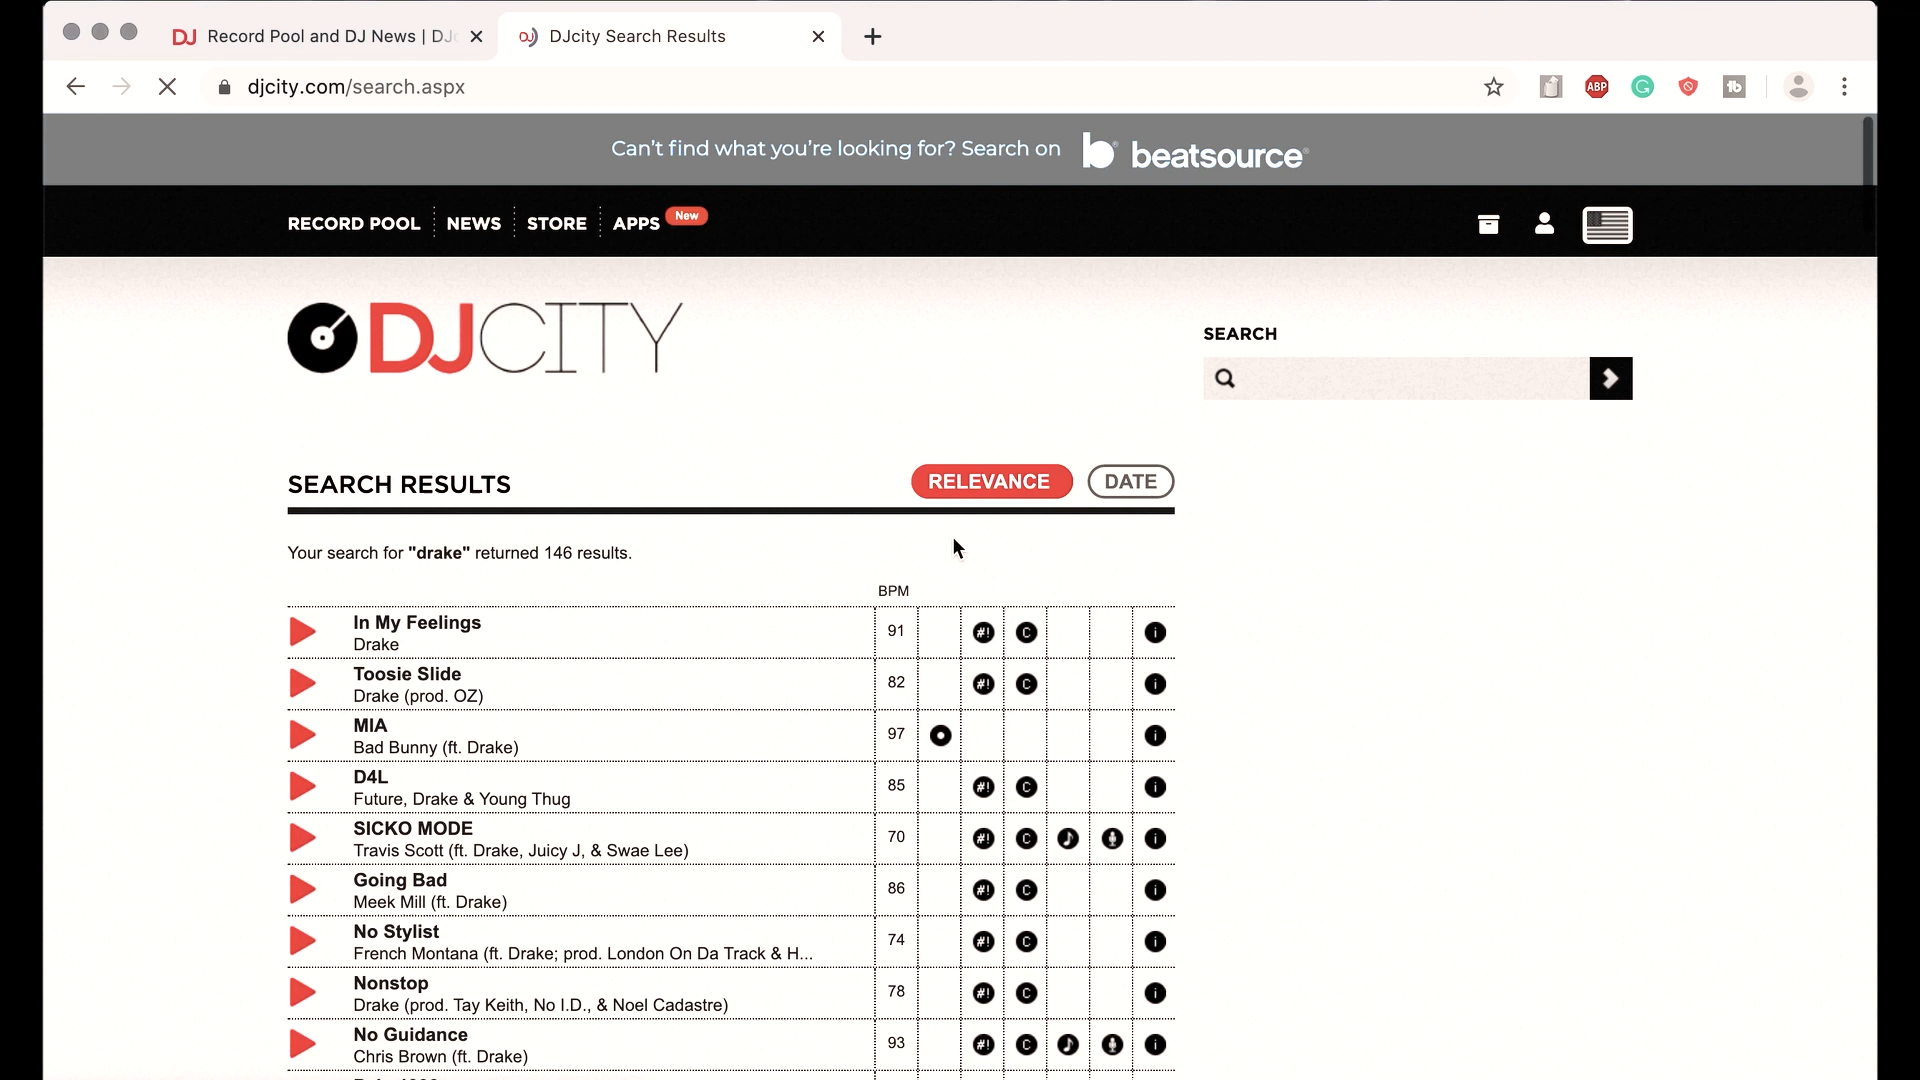 DJ Record Pool and DJ News | DJc
DJcity Search Results
djcity.com/search.aspx
ABP
Can't find what you're looking for? Search on b beatsource
RECORD POOL NEWS STORE APPS New
DJCITY
SEARCH
SEARCH RESULTS RELEVANCE DATE
Your search for "drake" returned 146 results.
BPM
In My Feelings
Drake
91 #! C i
Toosie Slide
Drake (prod. OZ)
82 #! C i
MIA
Bad Bunny (ft. Drake)
97 i
D4L
Future, Drake & Young Thug
85 #! C i
SICKO MODE
Travis Scott (ft. Drake, Juicy J, & Swae Lee)
70 #! C i
Going Bad
Meek Mill (ft. Drake)
86 #! C i
No Stylist
French Montana (ft. Drake; prod. London On Da Track & H...
74 #! C i
Nonstop
Drake (prod. Tay Keith, No I.D., & Noel Cadastre)
78 #! C i
No Guidance
Chris Brown (ft. Drake)
93 #! C i